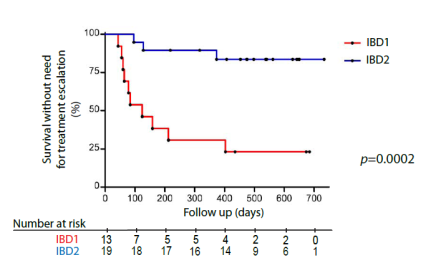 100
75
50
25
0
Survival without need
for treatment escalation
(%)
IBD1
IBD2
p=0.0002
0 100 200 300 400 500 600 700
Follow up (days)
Number at risk
IBD1 13 7 5 5 4 2 2 0
IBD2 19 18 17 16 14 9 6 1